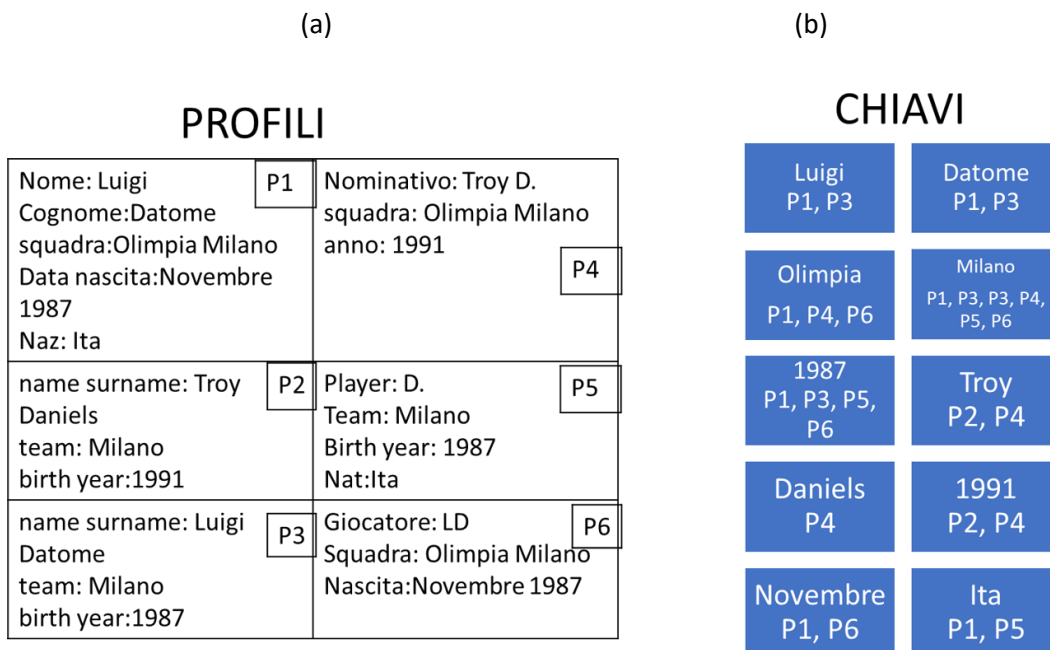 (a)
(b)
PROFILI
Nome: Luigi
Cognome:Datome
squadra:Olimpia Milano
Data nascita:Novembre
1987
Naz: Ita
P1
Nominativo: Troy D.
squadra: Olimpia Milano
anno: 1991
P4
name surname: Troy
Daniels
team: Milano
birth year:1991
P2
Player: D.
Team: Milano
Birth year: 1987
Nat:Ita
P5
name surname: Luigi
Datome
team: Milano
birth year:1987
P3
Giocatore: LD
Squadra: Olimpia Milano
Nascita:Novembre 1987
P6
CHIAVI
Luigi
P1, P3
Datome
P1, P3
Olimpia
P1, P4, P6
Milano
P1, P3, P3, P4,
P5, P6
1987
P1, P3, P5,
P6
Troy
P2, P4
Daniels
P4
1991
P2, P4
Novembre
P1, P6
Ita
P1, P5